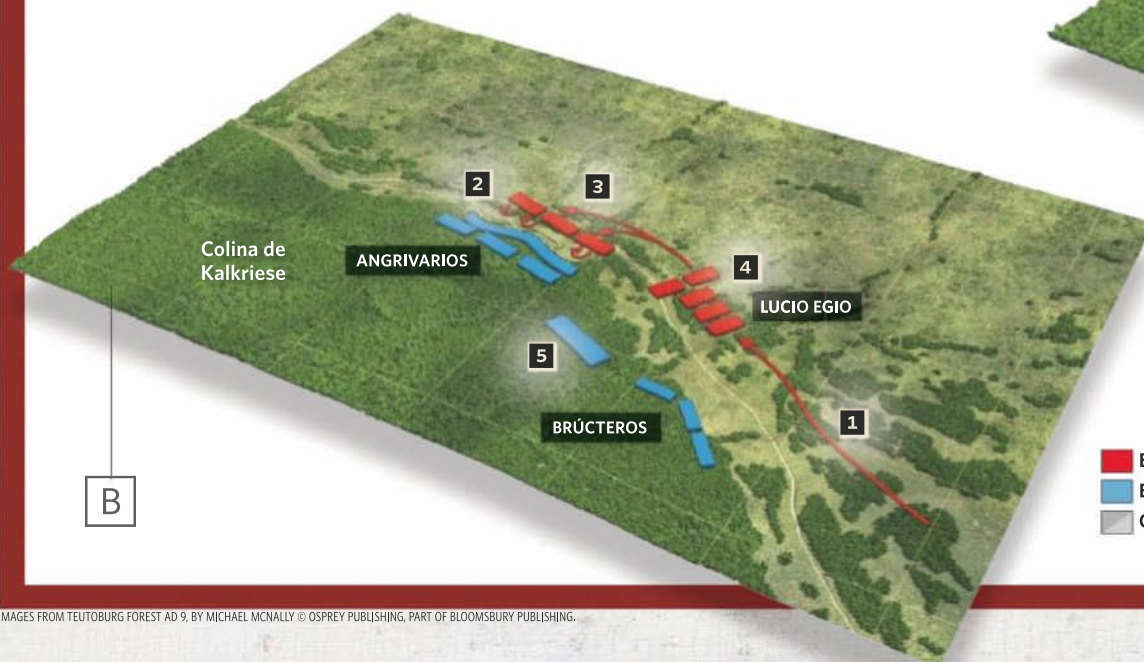 2
3
Colina de
Kalkriese
ANGRIVARIOS
4
LUCIO EGIO
5
BRÚCTEROS
1
B
E
E
C
MAGES FROM TEUTOBURG FOREST AD 9, BY MICHAEL MCNALLY © OSPREY PUBLISHING, PART OF BLOOMSBURY PUBLISHING.